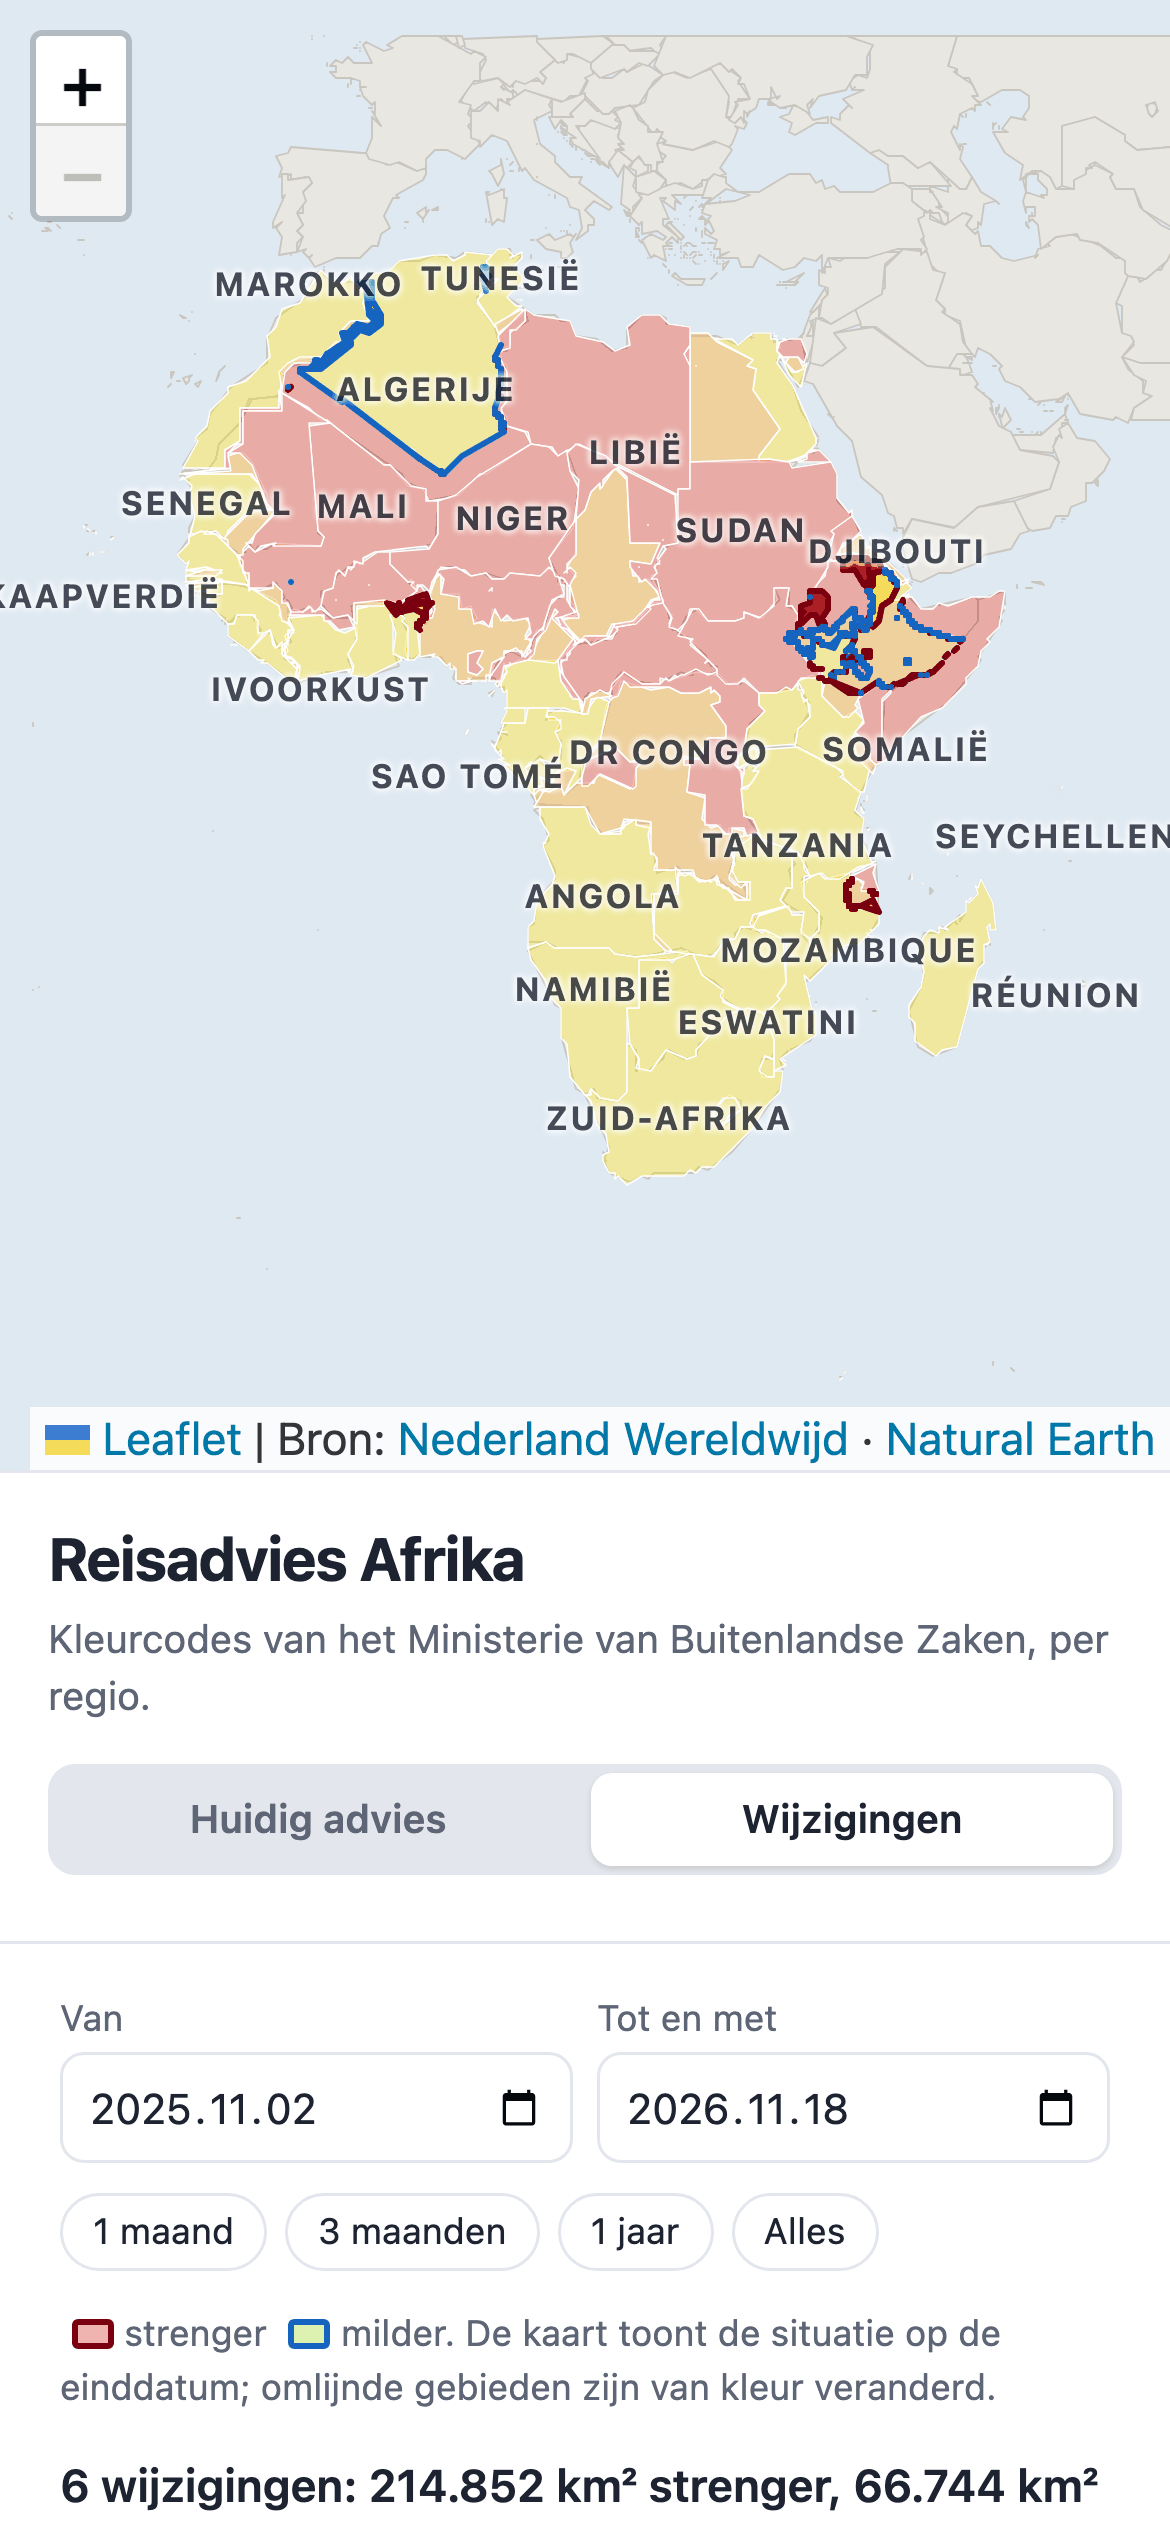 +
−
MAROKKO TUNESIË
ALGERIJE
LIBIË
SENEGAL MALI NIGER
SUDAN
DJIBOUTI
KAAPVERDIË
IVOORKUST
DR CONGO SOMALIË
SAO TOMÉ
TANZANIA SEYCHELLEN
ANGOLA
MOZAMBIQUE
NAMIBIË RÉUNION
ESWATINI
ZUID-AFRIKA
Leaflet | Bron: Nederland Wereldwijd · Natural Earth
Reisadvies Afrika
Kleurcodes van het Ministerie van Buitenlandse Zaken, per
regio.
Huidig advies Wijzigingen
Van Tot en met
2025.11.02 2026.11.18
1 maand 3 maanden 1 jaar Alles
strenger milder. De kaart toont de situatie op de
einddatum; omlijnde gebieden zijn van kleur veranderd.
6 wijzigingen: 214.852 km² strenger, 66.744 km²